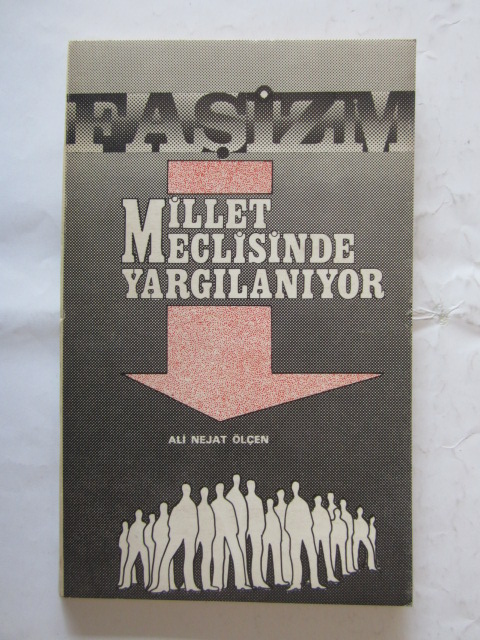 FAŞİZM
MİLLET
MECLİSİNDE
YARGILANIYOR
ALİ NEJAT ÖLÇEN